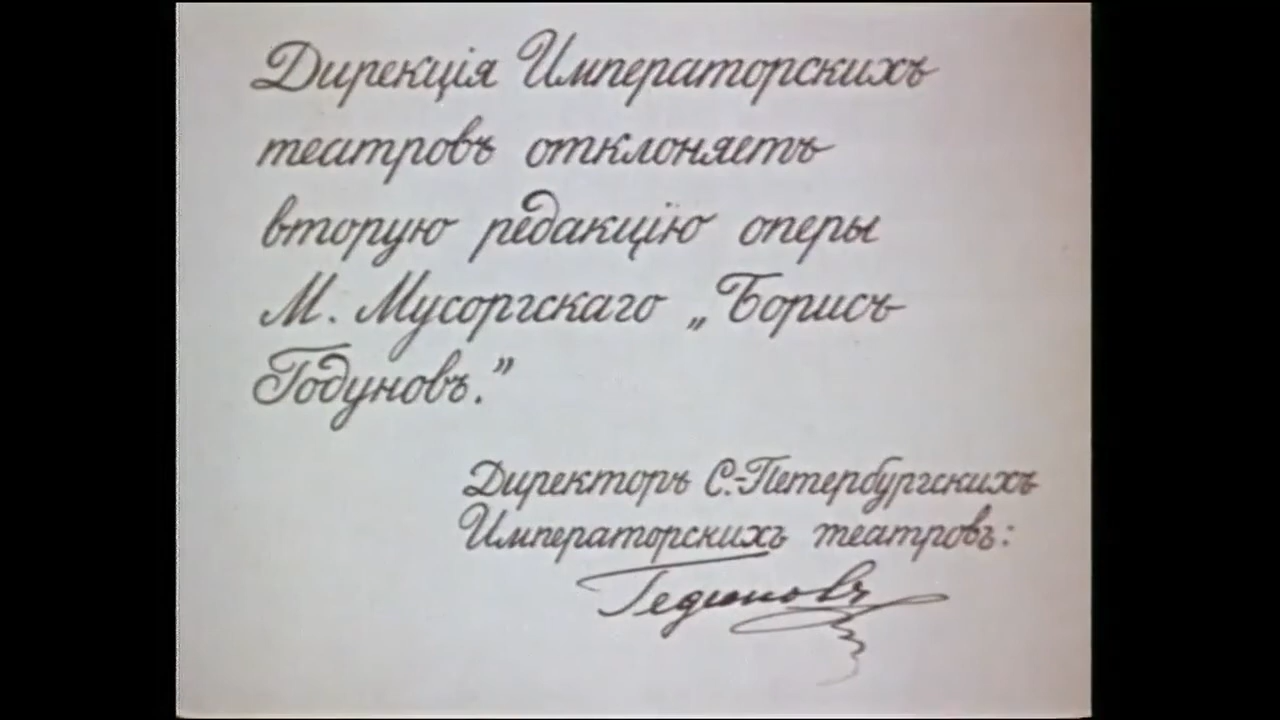 Дирекція Императорскихъ
театровъ отклоняетъ
вторую редакцію оперы
М. Мусоргскаго „Борисъ
Годуновъ.”
Директоръ С.-Петербургскихъ
Императорскихъ театровъ:
Гедеоновъ